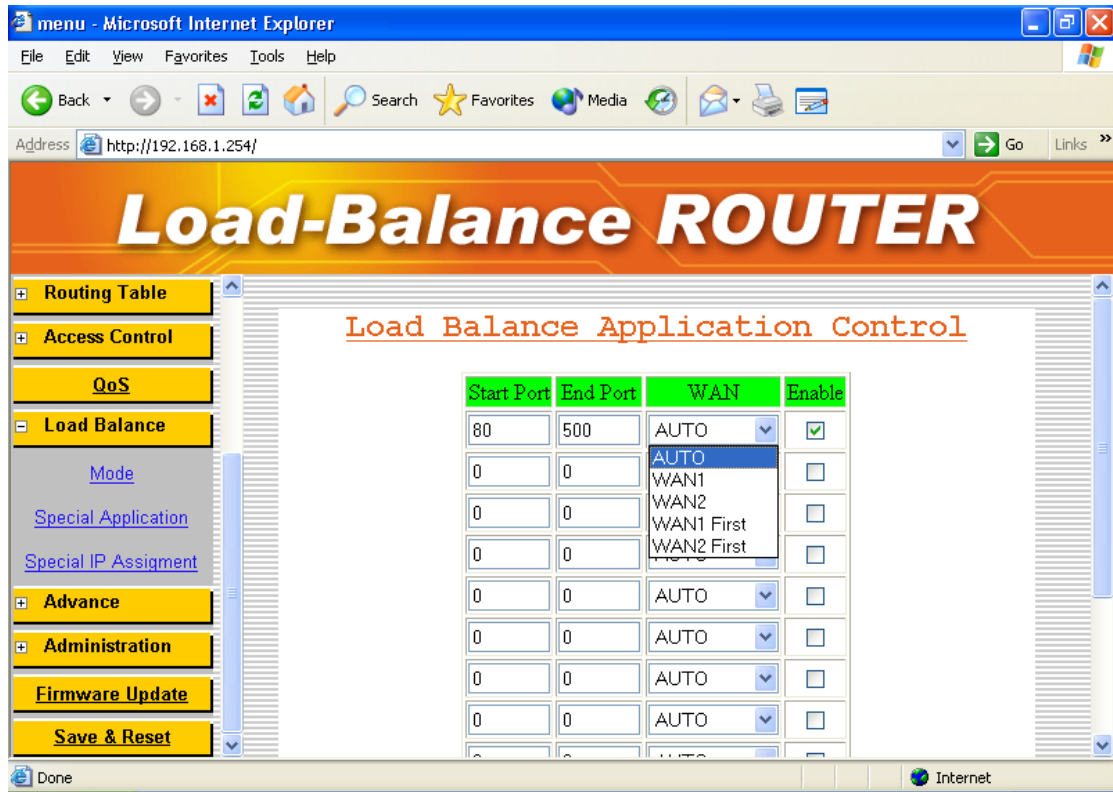 menu - Microsoft Internet Explorer
File Edit View Favorites Tools Help
Back Search Favorites Media
Address http://192.168.1.254/ Go Links »
Load-Balance ROUTER
Routing Table
Access Control
QoS
Load Balance
Mode
Special Application
Special IP Assigment
Advance
Administration
Firmware Update
Save & Reset
Load Balance Application Control
Start Port End Port WAN Enable
80 500 AUTO
AUTO
WAN1
WAN2
WAN1 First
WAN2 First
0 0
0 0
0 0
0 0 AUTO
0 0 AUTO
0 0 AUTO
0 0 AUTO
Done Internet